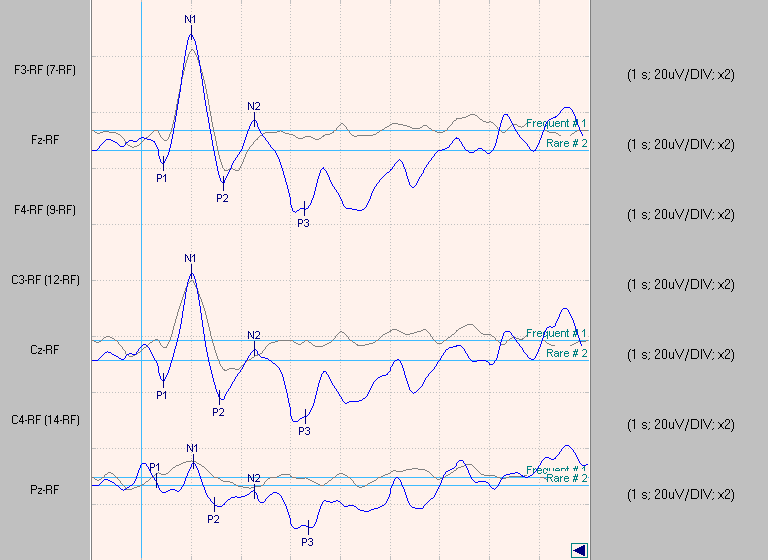 N1
F3-RF (7-RF)
(1 s; 20uV/DIV; x2)
N2
Frequent # 1
Fz-RF
Rare # 2
(1 s; 20uV/DIV; x2)
P1
P2
F4-RF (9-RF)
(1 s; 20uV/DIV; x2)
P3
N1
C3-RF (12-RF)
(1 s; 20uV/DIV; x2)
N2
Frequent # 1
Cz-RF
Rare # 2
(1 s; 20uV/DIV; x2)
P1
P2
C4-RF (14-RF)
(1 s; 20uV/DIV; x2)
P3
N1
P1
Frequent # 1
N2
Rare # 2
Pz-RF
(1 s; 20uV/DIV; x2)
P2
P3